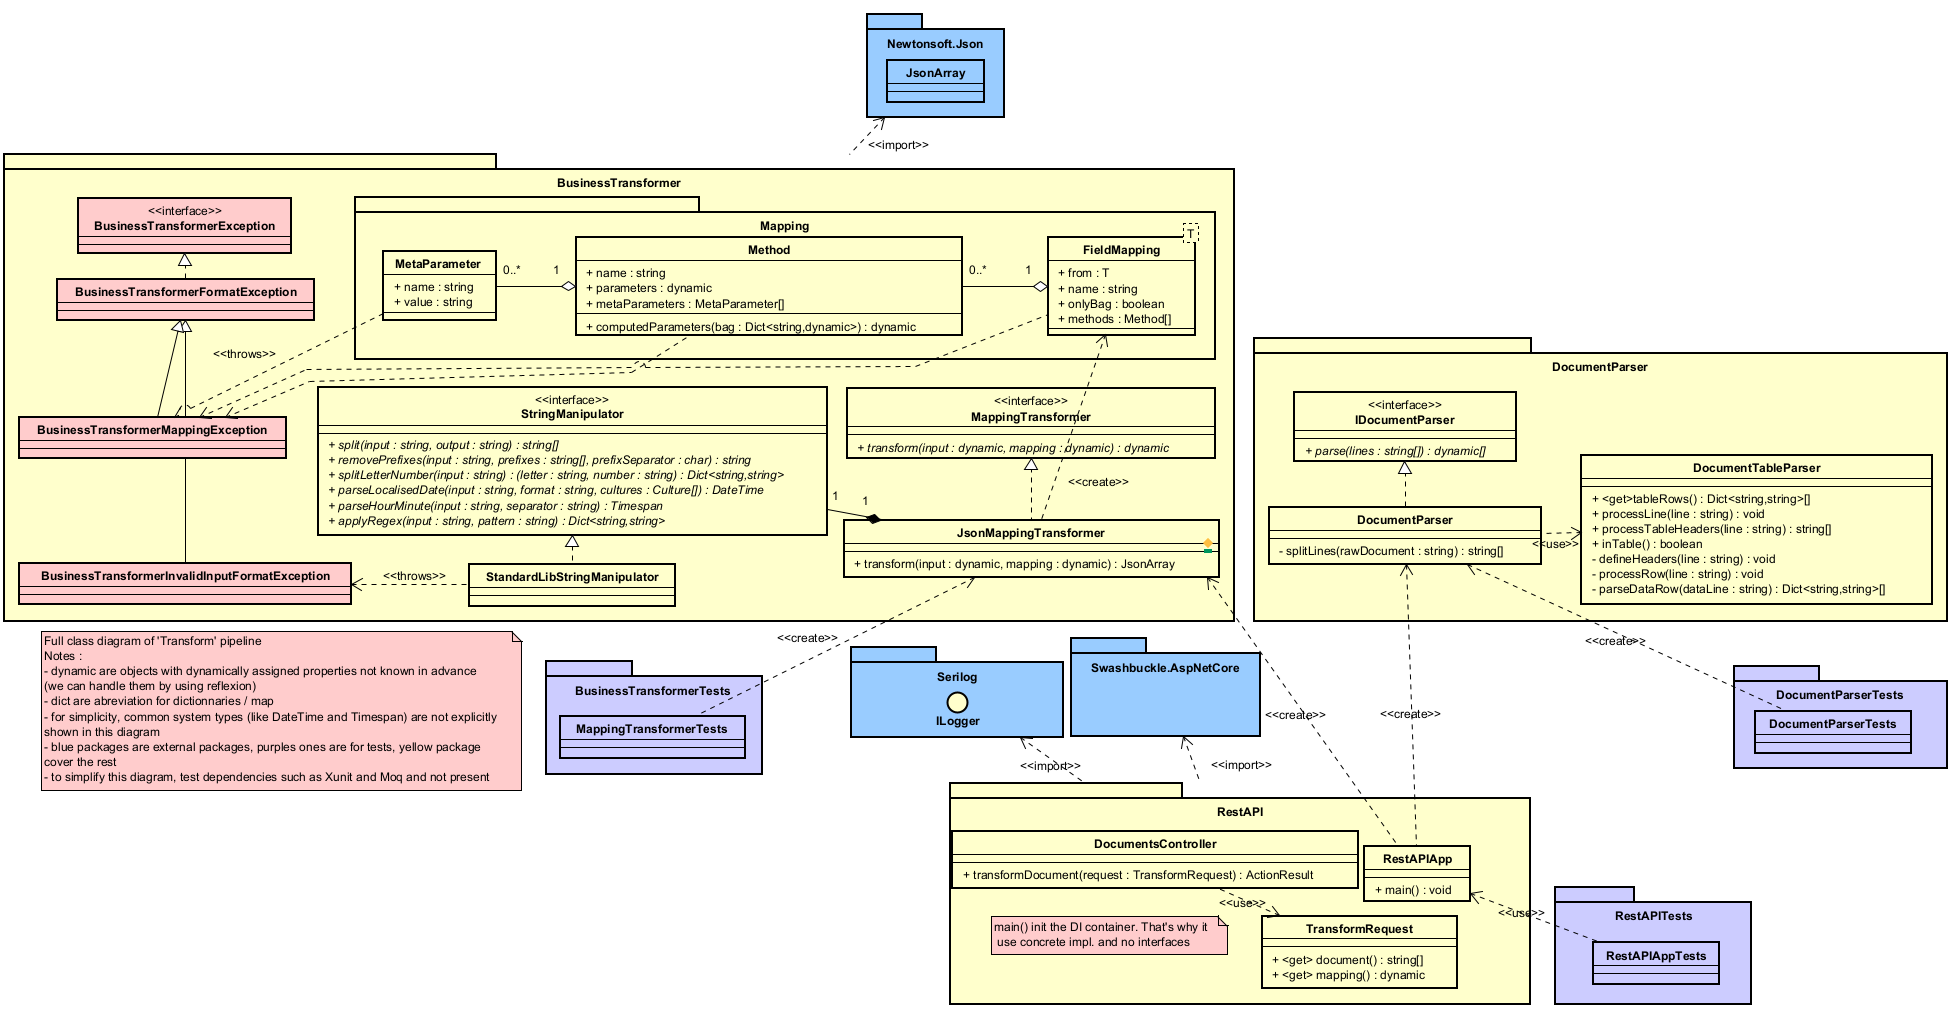 Newtonsoft.Json
JsonArray
<<import>>
BusinessTransformer
<<interface>>
BusinessTransformerException
BusinessTransformerFormatException
<<throws>>
BusinessTransformerMappingException
BusinessTransformerInvalidInputFormatException
<<throws>>
Mapping
MetaParameter
+ name : string
+ value : string
0..*
1
Method
+ name : string
+ parameters : dynamic
+ metaParameters : MetaParameter[]
+ computedParameters(bag : Dict<string,dynamic>) : dynamic
0..*
1
T
FieldMapping
+ from : T
+ name : string
+ onlyBag : boolean
+ methods : Method[]
<<interface>>
StringManipulator
+ split(input : string, output : string) : string[]
+ removePrefixes(input : string, prefixes : string[], prefixSeparator : char) : string
+ splitLetterNumber(input : string) : (letter : string, number : string) : Dict<string,string>
+ parseLocalisedDate(input : string, format : string, cultures : Culture[]) : DateTime
+ parseHourMinute(input : string, separator : string) : Timespan
+ applyRegex(input : string, pattern : string) : Dict<string,string>
StandardLibStringManipulator
1
1
<<interface>>
MappingTransformer
+ transform(input : dynamic, mapping : dynamic) : dynamic
<<create>>
JsonMappingTransformer
+ transform(input : dynamic, mapping : dynamic) : JsonArray
DocumentParser
<<interface>>
IDocumentParser
+ parse(lines : string[]) : dynamic[]
DocumentParser
- splitLines(rawDocument : string) : string[]
<<use>>
DocumentTableParser
+ <get>tableRows() : Dict<string,string>[]
+ processLine(line : string) : void
+ processTableHeaders(line : string) : string[]
+ inTable() : boolean
- defineHeaders(line : string) : void
- processRow(line : string) : void
- parseDataRow(dataLine : string) : Dict<string,string>[]
Full class diagram of 'Transform' pipeline
Notes :
- dynamic are objects with dynamically assigned properties not known in advance
(we can handle them by using reflexion)
- dict are abreviation for dictionnaries / map
- for simplicity, common system types (like DateTime and Timespan) are not explicitly
shown in this diagram
- blue packages are external packages, purples ones are for tests, yellow package
cover the rest
- to simplify this diagram, test dependencies such as Xunit and Moq and not present
<<create>>
BusinessTransformerTests
MappingTransformerTests
Serilog
ILogger
Swashbuckle.AspNetCore
<<create>>
<<create>>
<<create>>
DocumentParserTests
DocumentParserTests
<<import>>
<<import>>
RestAPI
DocumentsController
+ transformDocument(request : TransformRequest) : ActionResult
RestAPIApp
+ main() : void
<<use>>
main() init the DI container. That's why it
use concrete impl. and no interfaces
TransformRequest
+ <get> document() : string[]
+ <get> mapping() : dynamic
<<use>>
RestAPITests
RestAPIAppTests